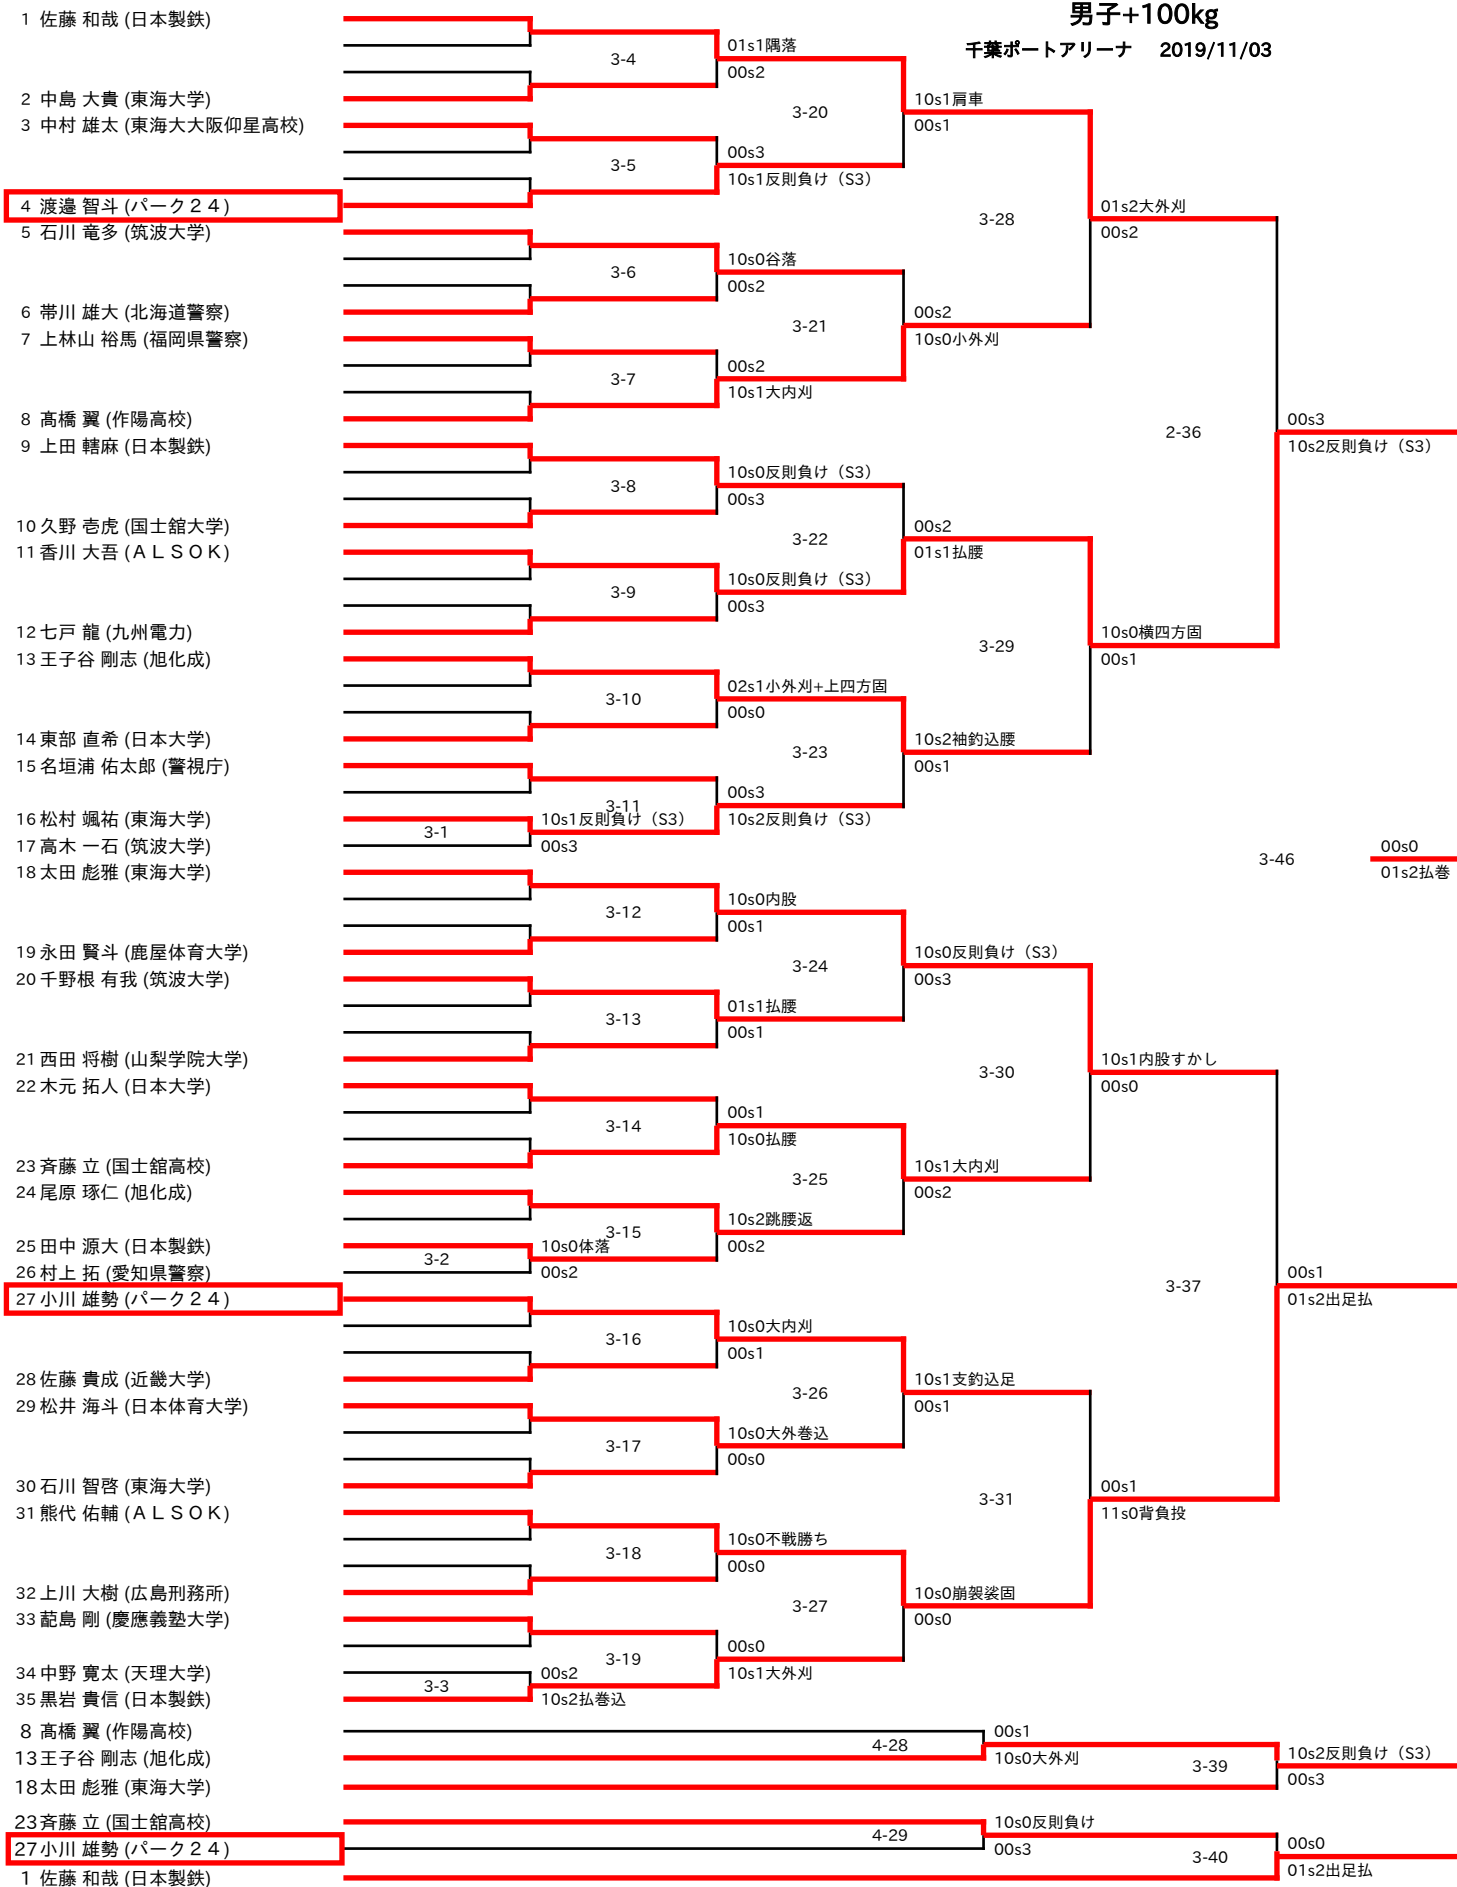 男子+100kg
千葉ポートアリーナ 2019/11/03
1 佐藤 和哉 (日本製鉄)
01s1隅落
3-4
00s2
2 中島 大貴 (東海大学)
10s1肩車
3-20
3 中村 雄太 (東海大大阪仰星高校)
00s1
00s3
3-5
10s1反則負け（S3）
4 渡邉 智斗 (パーク２４)
01s2大外刈
3-28
5 石川 竜多 (筑波大学)
00s2
10s0谷落
3-6
00s2
6 帯川 雄大 (北海道警察)
00s2
3-21
7 上林山 裕馬 (福岡県警察)
10s0小外刈
00s2
3-7
10s1大内刈
8 髙橋 翼 (作陽高校)
00s3
2-36
9 上田 轄麻 (日本製鉄)
10s2反則負け（S3）
10s0反則負け（S3）
3-8
00s3
10 久野 壱虎 (国士舘大学)
00s2
3-22
11 香川 大吾 (ＡＬＳＯＫ)
01s1払腰
10s0反則負け（S3）
3-9
00s3
12 七戸 龍 (九州電力)
10s0横四方固
3-29
13 王子谷 剛志 (旭化成)
00s1
02s1小外刈+上四方固
3-10
00s0
14 東部 直希 (日本大学)
10s2袖釣込腰
3-23
15 名垣浦 佑太郎 (警視庁)
00s1
00s3
3-11
16 松村 颯祐 (東海大学)
10s1反則負け（S3）
10s2反則負け（S3）
3-1
17 髙木 一石 (筑波大学)
00s3
00s0
3-46
18 太田 彪雅 (東海大学)
01s2払巻
10s0内股
3-12
00s1
19 永田 賢斗 (鹿屋体育大学)
10s0反則負け（S3）
3-24
20 千野根 有我 (筑波大学)
00s3
01s1払腰
3-13
00s1
21 西田 将樹 (山梨学院大学)
10s1内股すかし
3-30
22 木元 拓人 (日本大学)
00s0
00s1
3-14
10s0払腰
23 斉藤 立 (国士舘高校)
10s1大内刈
3-25
24 尾原 琢仁 (旭化成)
00s2
10s2跳腰返
3-15
25 田中 源大 (日本製鉄)
10s0体落
00s2
3-2
26 村上 拓 (愛知県警察)
00s2
00s1
3-37
27 小川 雄勢 (パーク２４)
01s2出足払
10s0大内刈
3-16
00s1
28 佐藤 貴成 (近畿大学)
10s1支釣込足
3-26
29 松井 海斗 (日本体育大学)
00s1
10s0大外巻込
3-17
00s0
30 石川 智啓 (東海大学)
00s1
3-31
31 熊代 佑輔 (ＡＬＳＯＫ)
11s0背負投
10s0不戦勝ち
3-18
00s0
32 上川 大樹 (広島刑務所)
10s0崩袈裟固
3-27
33 蓜島 剛 (慶應義塾大学)
00s0
00s0
3-19
34 中野 寛太 (天理大学)
00s2
10s1大外刈
3-3
35 黒岩 貴信 (日本製鉄)
10s2払巻込
8 髙橋 翼 (作陽高校)
00s1
4-28
13 王子谷 剛志 (旭化成)
10s0大外刈
10s2反則負け（S3）
3-39
18 太田 彪雅 (東海大学)
00s3
23 斉藤 立 (国士舘高校)
10s0反則負け
4-29
27 小川 雄勢 (パーク２４)
00s3
00s0
3-40
1 佐藤 和哉 (日本製鉄)
01s2出足払